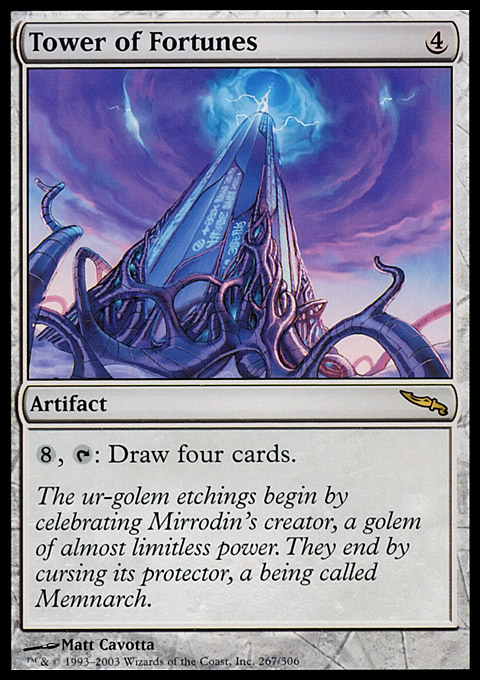 Tower of Fortunes 4
Artifact
8, : Draw four cards.
The ur-golem etchings begin by
celebrating Mirrodin's creator, a golem
of almost limitless power. They end by
cursing its protector, a being called
Memnarch.
Matt Cavotta
™ & © 1993–2003 Wizards of the Coast, Inc. 267/306